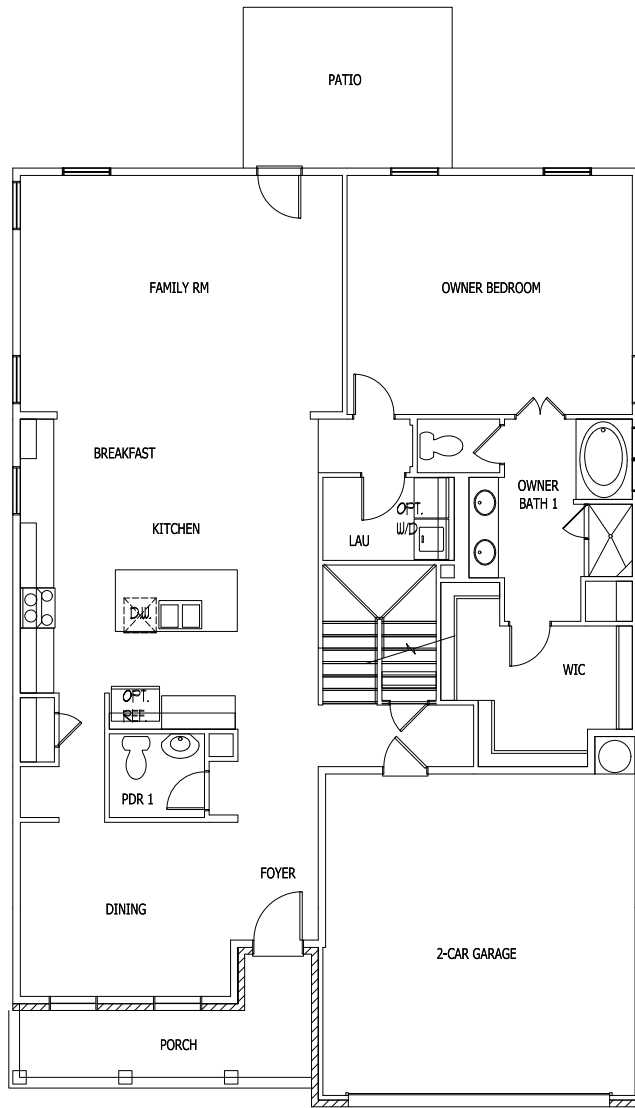 PATIO
FAMILY RM
OWNER BEDROOM
BREAKFAST
OWNER
BATH 1
OPT.
W/D
KITCHEN
LAU
D.W.
WIC
OPT.
REF.
PDR 1
FOYER
DINING
2-CAR GARAGE
PORCH